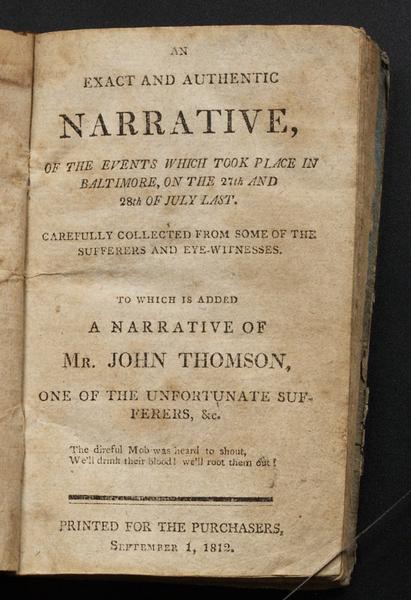 AN
EXACT AND AUTHENTIC
NARRATIVE,
OF THE EVENTS WHICH TOOK PLACE IN
BALTIMORE, ON THE 27th AND
28th OF JULY LAST.
CAREFULLY COLLECTED FROM SOME OF THE
SUFFERERS AND EYE-WITNESSES.
TO WHICH IS ADDED
A NARRATIVE OF
MR. JOHN THOMSON,
ONE OF THE UNFORTUNATE SUF-
FERERS, &c.
The direful Mob was heard to shout,
We'll drink their blood! we'll root them out!
PRINTED FOR THE PURCHASERS,
SEPTEMBER 1, 1812.